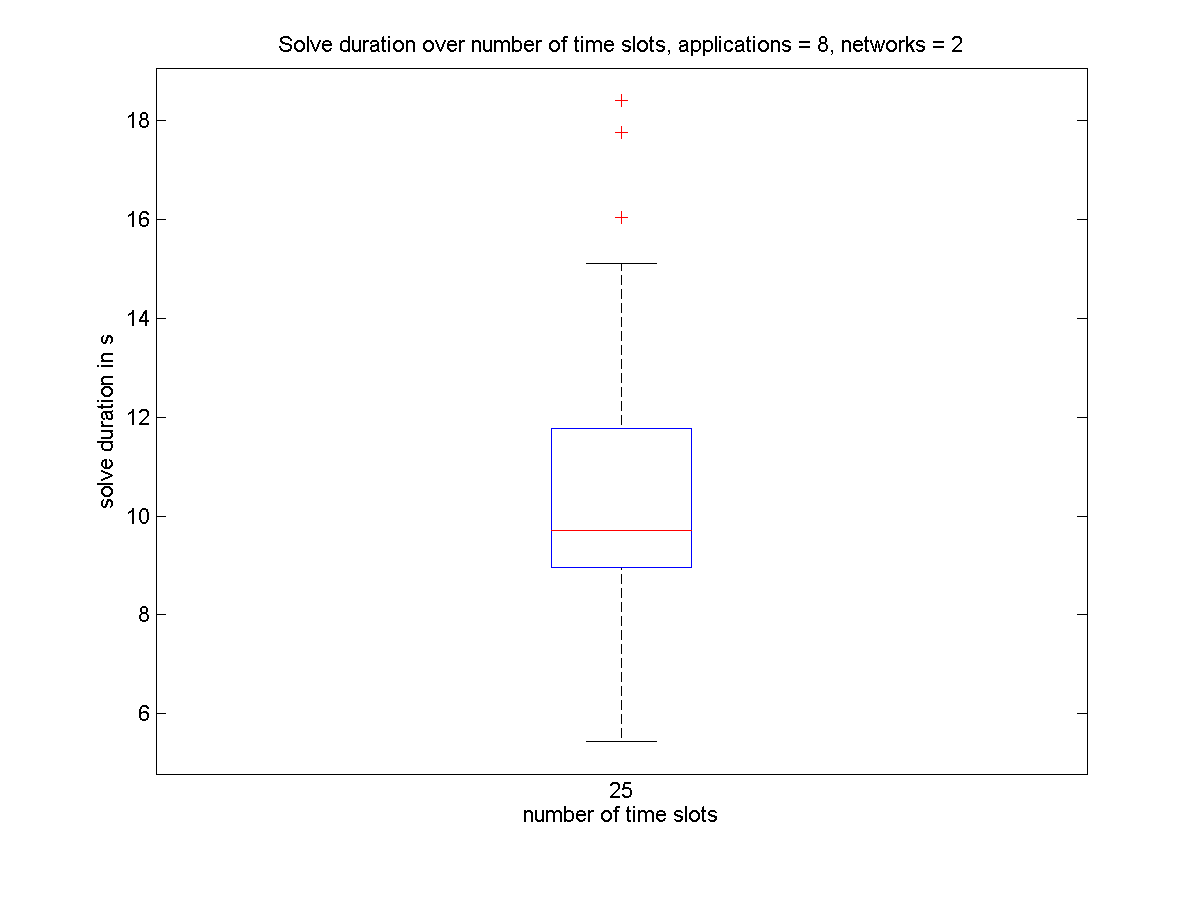 Solve duration over number of time slots, applications = 8, networks = 2
18
16
14
12
10
8
6
solve duration in s
25
number of time slots